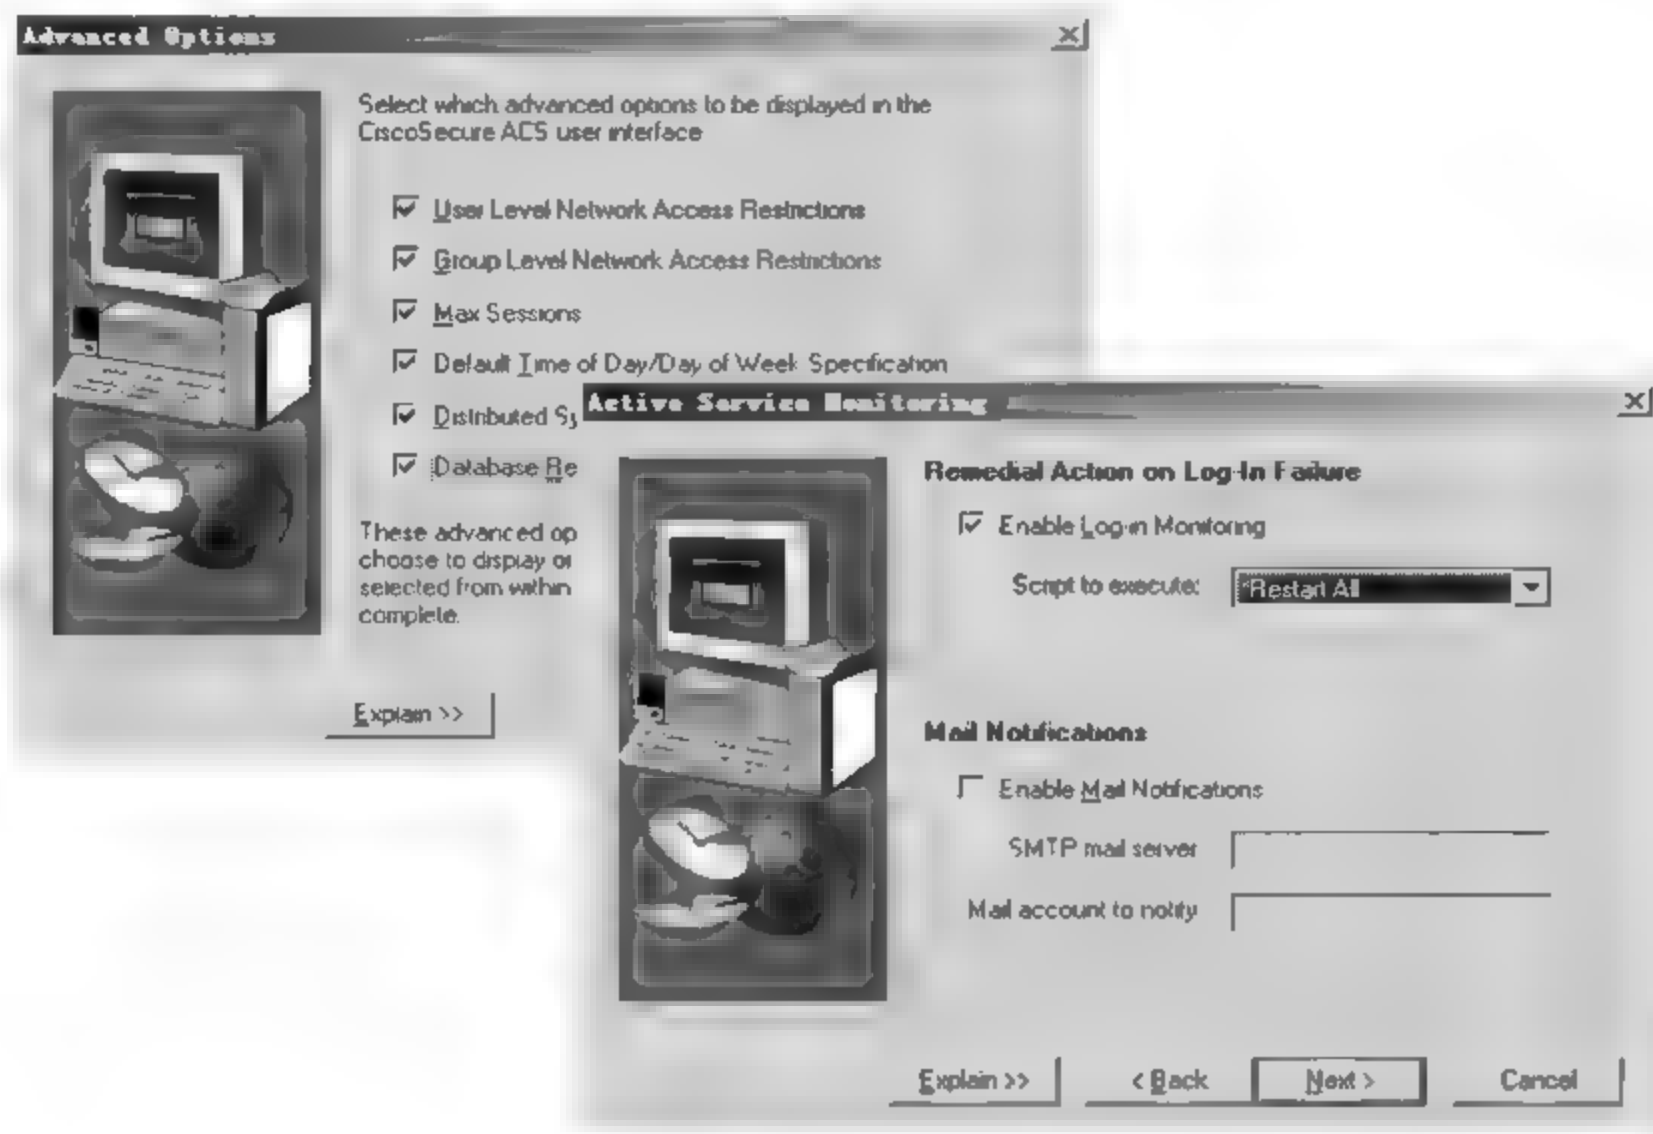 Advanced Options
Select which advanced options to be displayed in the
CiscoSecure ACS user interface
User Level Network Access Restrictions
Group Level Network Access Restrictions
Max Sessions
Default Time of Day/Day of Week Specification
Distributed Sy
Database Re
These advanced op
choose to display or
selected from within
complete.
Explain >>
Active Service Monitoring
Remedial Action on Log-In Failure
Enable Log-in Monitoring
Script to execute: *Restart All
Mail Notifications
Enable Mail Notifications
SMTP mail server
Mail account to notify
Explain >> < Back Next > Cancel